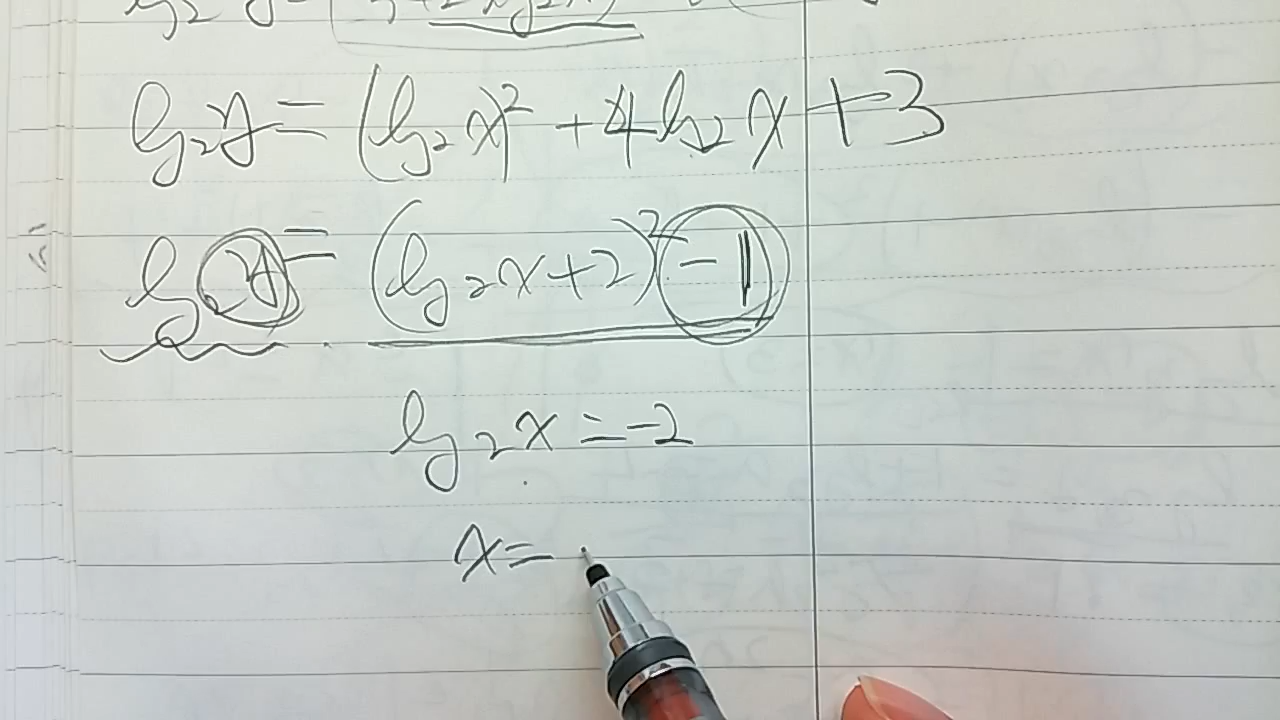 log₂y = (log₂x)² + 4log₂x + 3
log₂y = (log₂x + 2)² - 1
log₂x = -2
x =